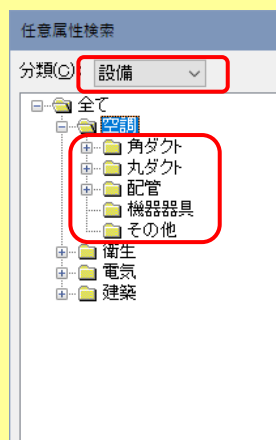 任意属性検索
分類(C): 設備
全て
空調
角ダクト
丸ダクト
配管
機器器具
その他
衛生
電気
建築